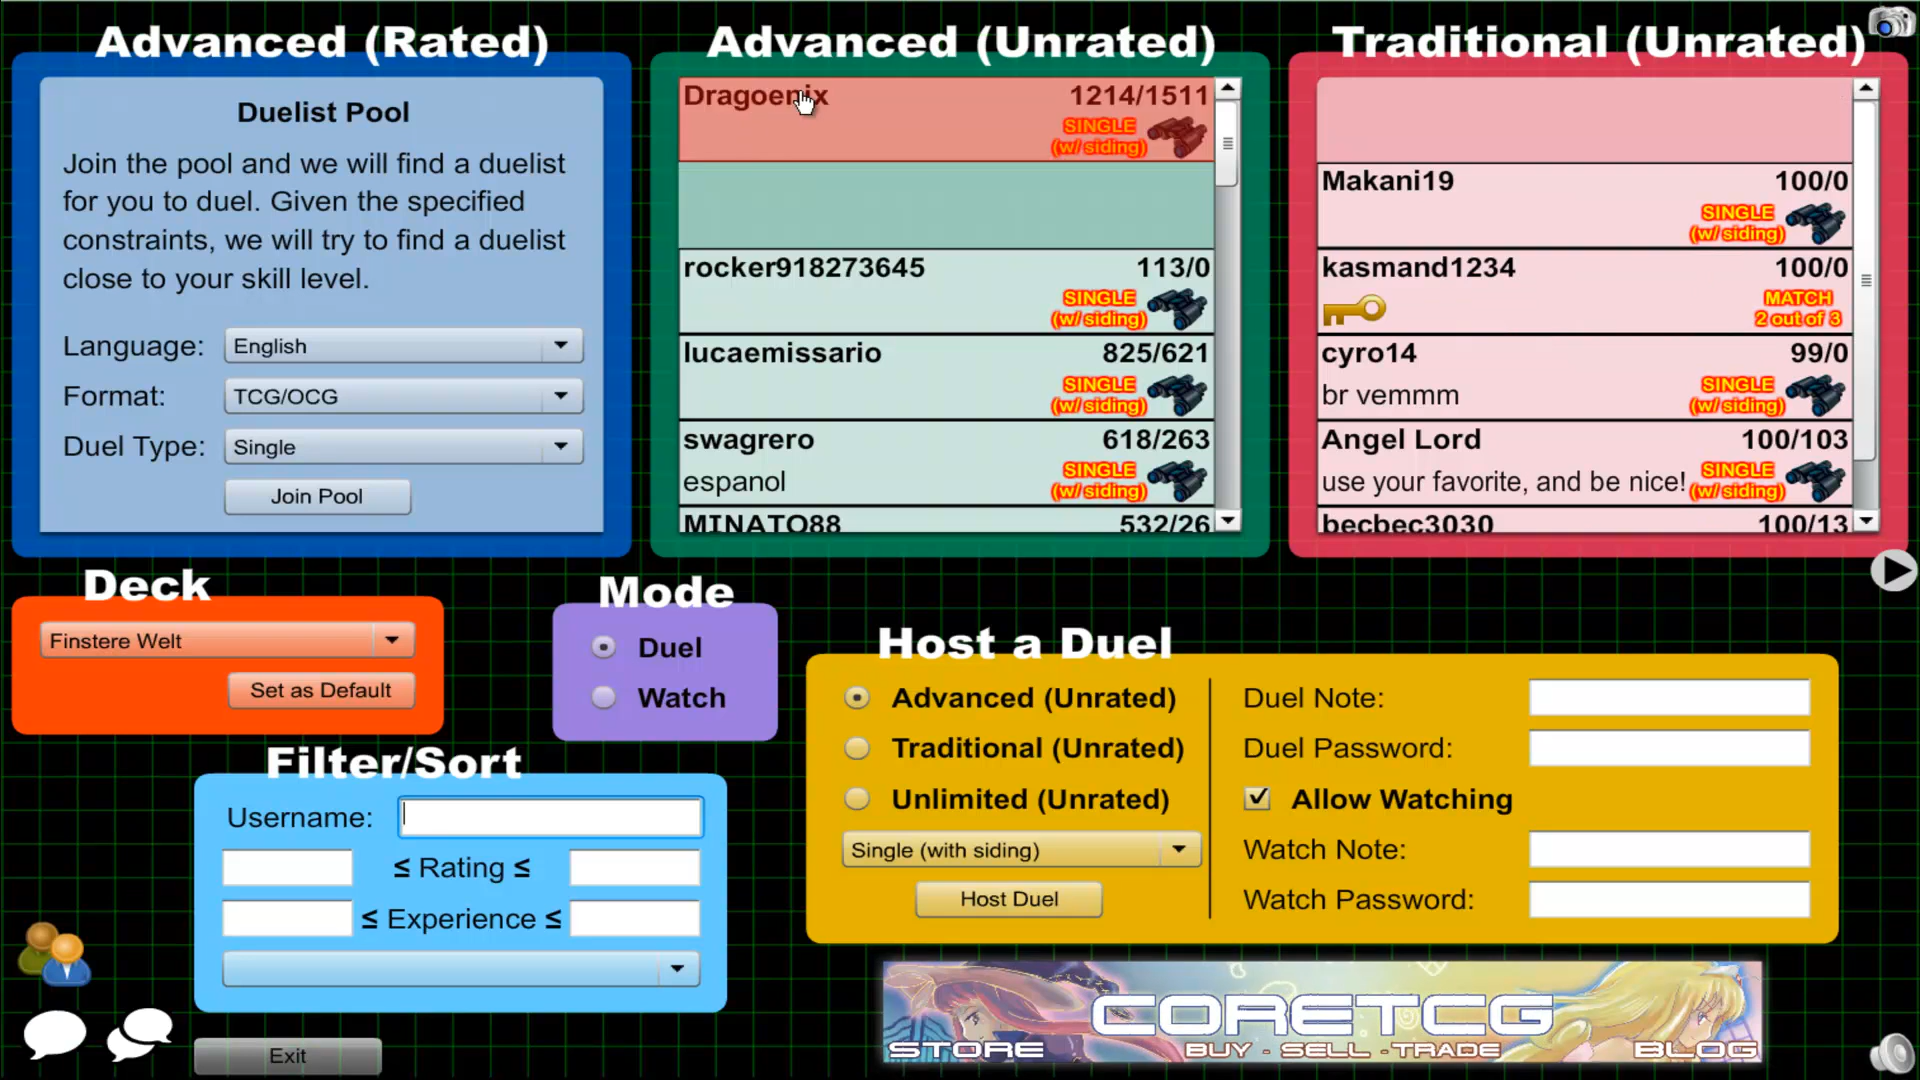 Advanced (Rated)
Duelist Pool
Join the pool and we will find a duelist
for you to duel. Given the specified
constraints, we will try to find a duelist
close to your skill level.
Language: English
Format: TCG/OCG
Duel Type: Single
Join Pool
Advanced (Unrated)
Dragoenix 1214/1511
SINGLE
(w/ siding)
rocker918273645 113/0
SINGLE
(w/ siding)
lucaemissario 825/621
SINGLE
(w/ siding)
swagrero 618/263
espanol SINGLE
(w/ siding)
MINATO88 532/26
Traditional (Unrated)
Makani19 100/0
SINGLE
(w/ siding)
kasmand1234 100/0
MATCH
2 out of 3
cyro14 99/0
br vemmm SINGLE
(w/ siding)
Angel Lord 100/103
use your favorite, and be nice! SINGLE
(w/ siding)
becbec3030 100/13
Deck
Finstere Welt
Set as Default
Mode
Duel
Watch
Filter/Sort
Username:
≤ Rating ≤
≤ Experience ≤
Exit
Host a Duel
Advanced (Unrated)
Traditional (Unrated)
Unlimited (Unrated)
Single (with siding)
Host Duel
Duel Note:
Duel Password:
Allow Watching
Watch Note:
Watch Password:
CORETCG
STORE BUY - SELL - TRADE BLOG